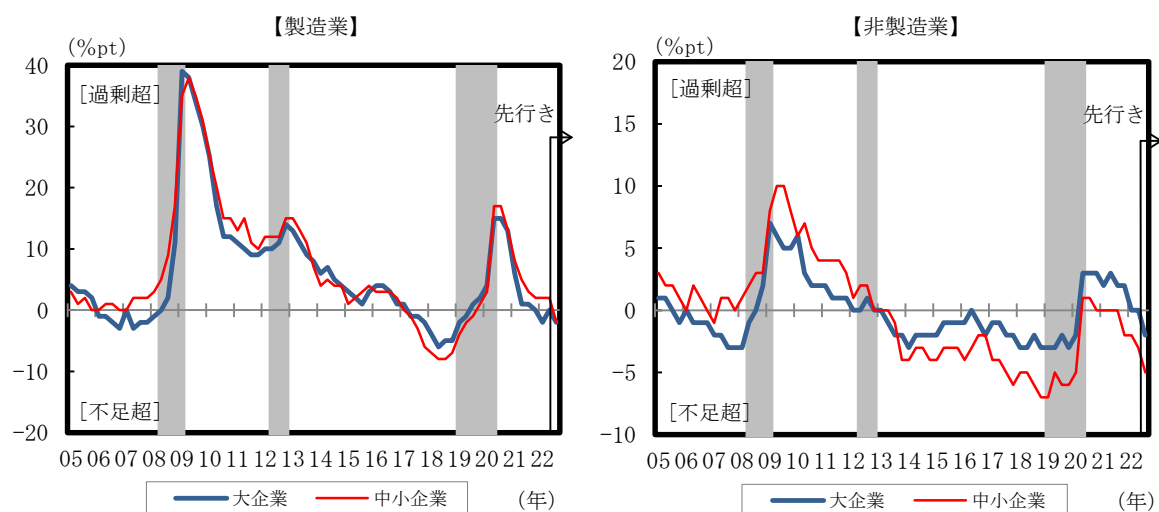 【製造業】
(%pt)
40
[過剰超]
先行き
30
20
10
0
-10
[不足超]
-20
05 06 07 08 09 10 11 12 13 14 15 16 17 18 19 20 21 22
大企業 中小企業
(年)
【非製造業】
(%pt)
20
[過剰超]
先行き
15
10
5
0
-5
[不足超]
-10
05 06 07 08 09 10 11 12 13 14 15 16 17 18 19 20 21 22
大企業 中小企業
(年)